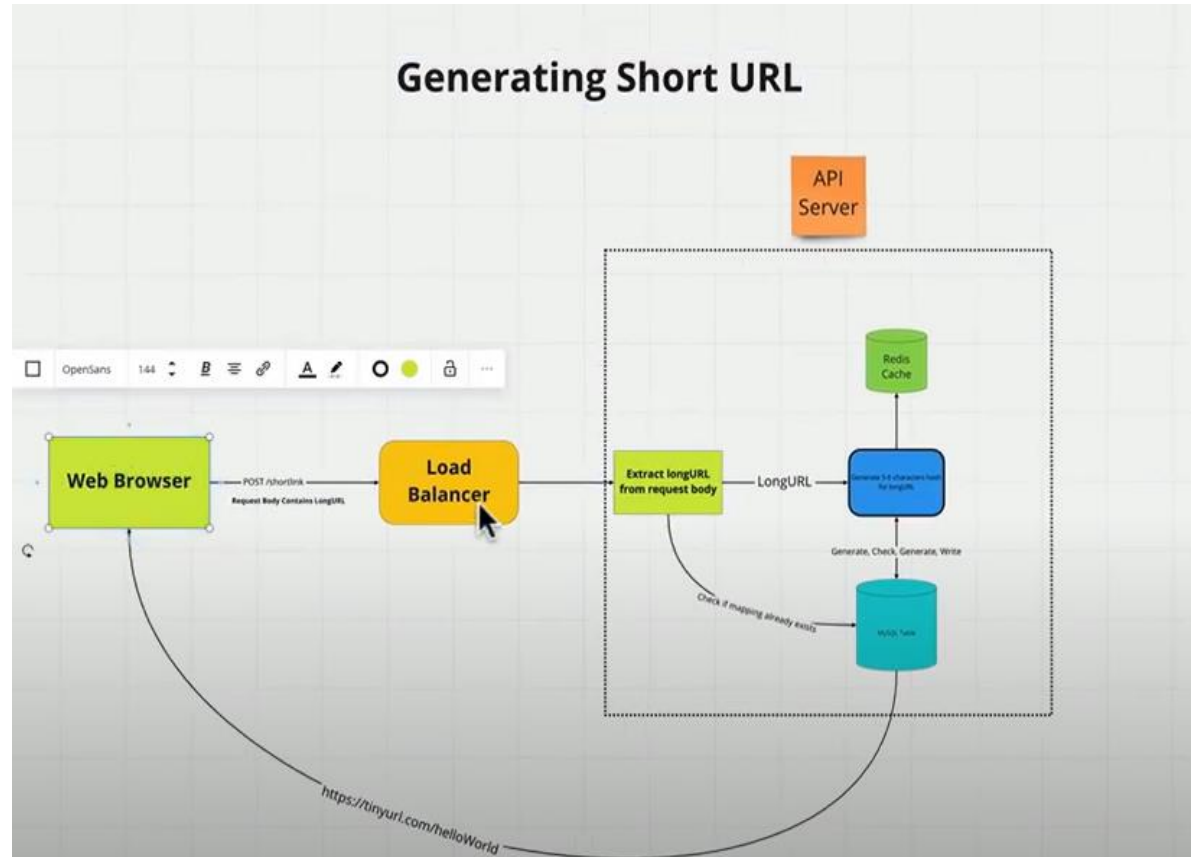 Generating Short URL
API
Server
OpenSans
144
B
A
Redis
Cache
Web Browser
POST /shortlink
Request Body Contains LongURL
Load
Balancer
Extract longURL
from request body
LongURL
for longURL
Generate, Check, Generate, Write
Check if mapping already exists
MySQL Table
https://tinyurl.com/helloWorld